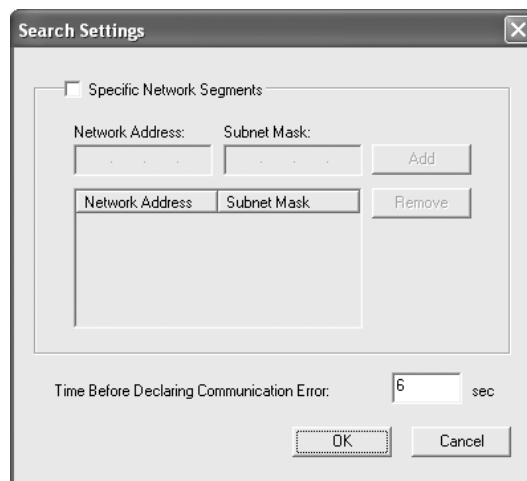 Search Settings
Specific Network Segments
Network Address:
Subnet Mask:
. . .
. . .
Add
Network Address
Subnet Mask
Remove
Time Before Declaring Communication Error:
6
sec
OK
Cancel